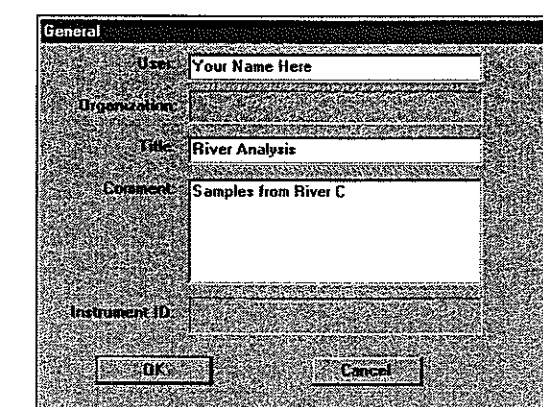 General
User: Your Name Here
Organization:
Title: River Analysis
Comment: Samples from River C
Instrument ID:
OK
Cancel